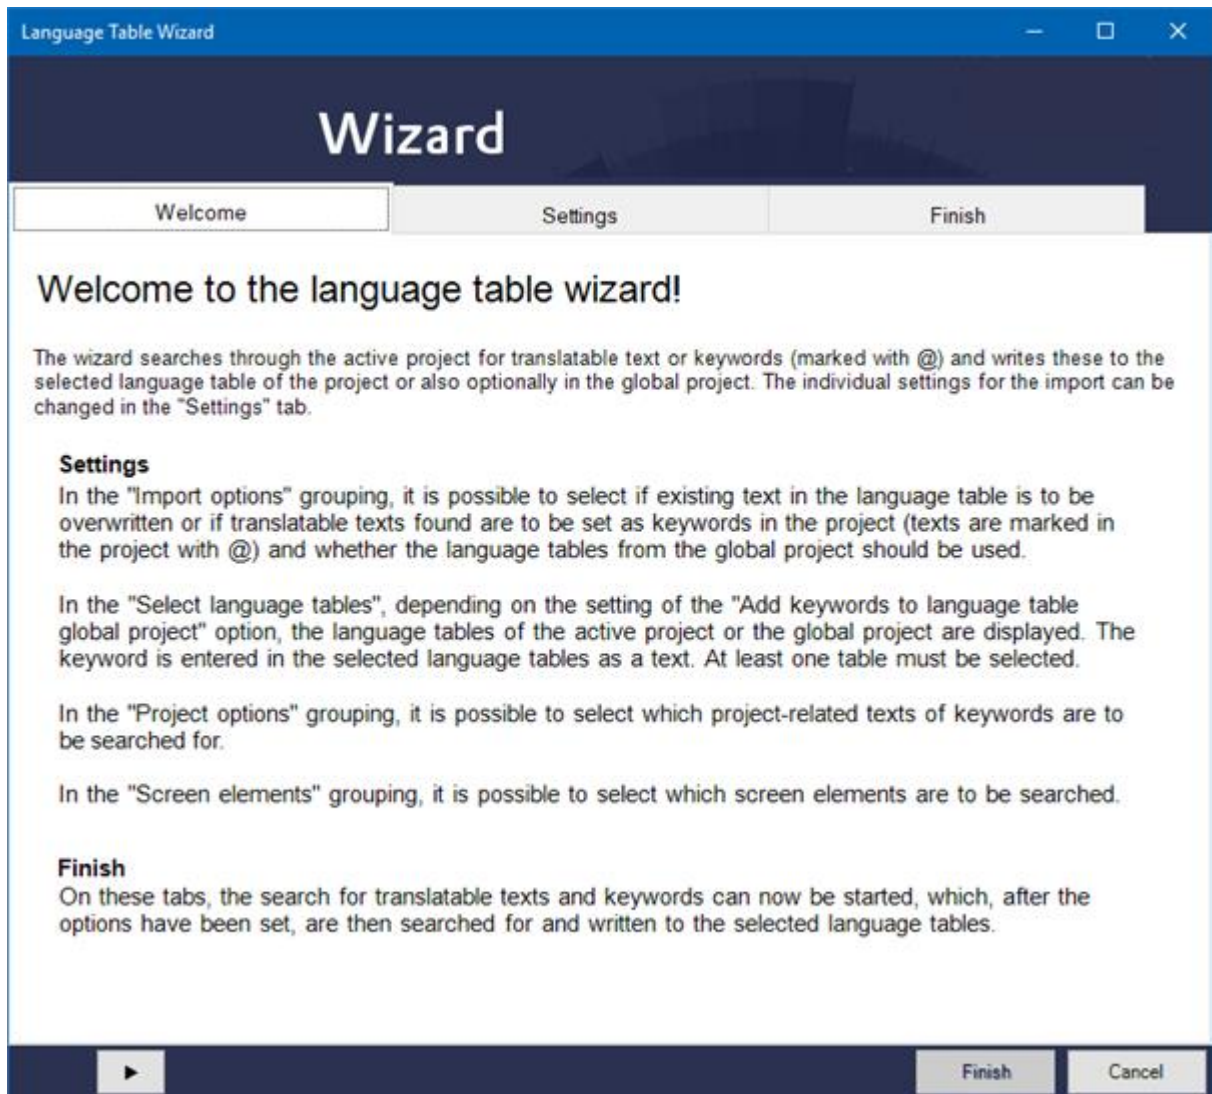 Language Table Wizard
Wizard
Welcome
Settings
Finish
Welcome to the language table wizard!
The wizard searches through the active project for translatable text or keywords (marked with @) and writes these to the
selected language table of the project or also optionally in the global project. The individual settings for the import can be
changed in the "Settings" tab.
Settings
In the "Import options" grouping, it is possible to select if existing text in the language table is to be
overwritten or if translatable texts found are to be set as keywords in the project (texts are marked in
the project with @) and whether the language tables from the global project should be used.
In the "Select language tables", depending on the setting of the "Add keywords to language table
global project" option, the language tables of the active project or the global project are displayed. The
keyword is entered in the selected language tables as a text. At least one table must be selected.
In the "Project options" grouping, it is possible to select which project-related texts of keywords are to
be searched for.
In the "Screen elements" grouping, it is possible to select which screen elements are to be searched.
Finish
On these tabs, the search for translatable texts and keywords can now be started, which, after the
options have been set, are then searched for and written to the selected language tables.
Finish
Cancel